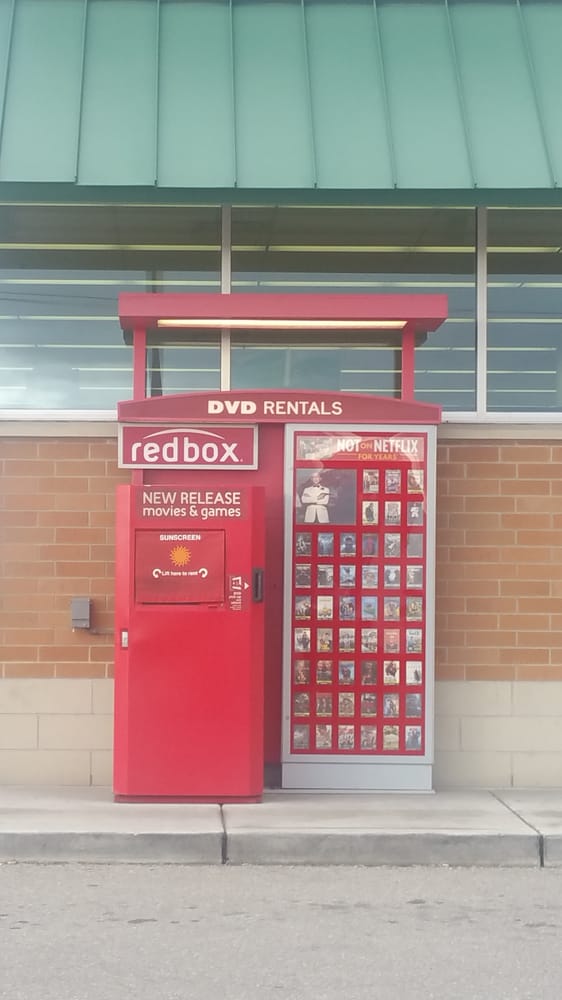 DVD RENTALS
redbox.
NOT ON NETFLIX
FOR YEARS
NEW RELEASE
movies & games
SUNSCREEN
Lift here to rent